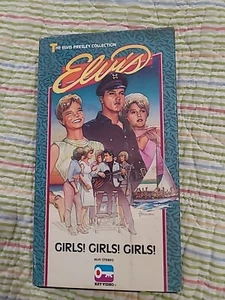 THE ELVIS PRESLEY COLLECTION
Elvis
GIRLS! GIRLS! GIRLS!
HI-FI STEREO
KEY VIDEO